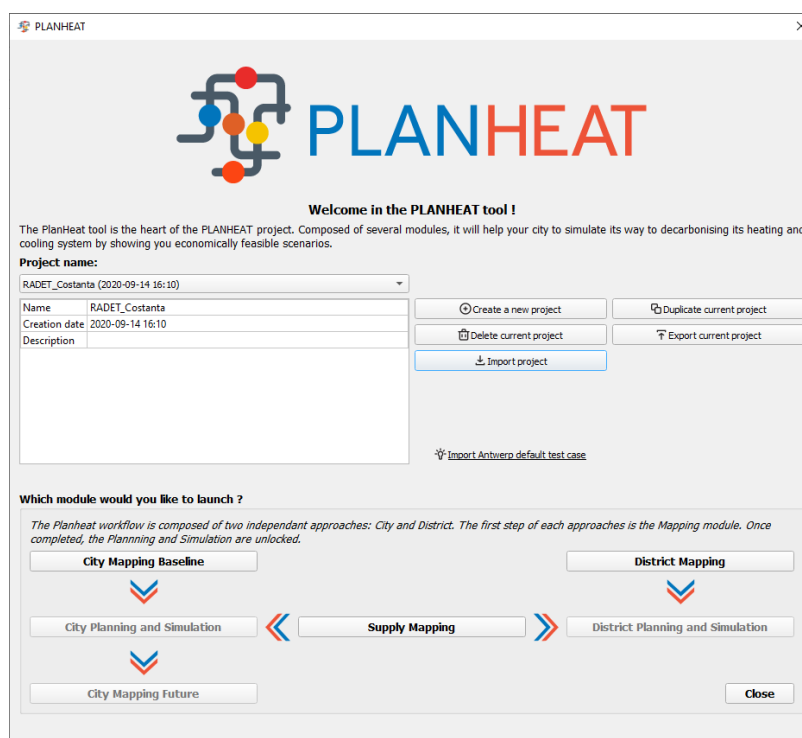 PLANHEAT
PLANHEAT
Welcome in the PLANHEAT tool !
The PlanHeat tool is the heart of the PLANHEAT project. Composed of several modules, it will help your city to simulate its way to decarbonising its heating and
cooling system by showing you economically feasible scenarios.
Project name:
RADET_Costanta (2020-09-14 16:10)
Name RADET_Costanta
Creation date 2020-09-14 16:10
Description
Create a new project
Duplicate current project
Delete current project
Export current project
Import project
Import Antwerp default test case
Which module would you like to launch ?
The Planheat workflow is composed of two independant approaches: City and District. The first step of each approaches is the Mapping module. Once
completed, the Plannning and Simulation are unlocked.
City Mapping Baseline
District Mapping
City Planning and Simulation
Supply Mapping
District Planning and Simulation
City Mapping Future
Close